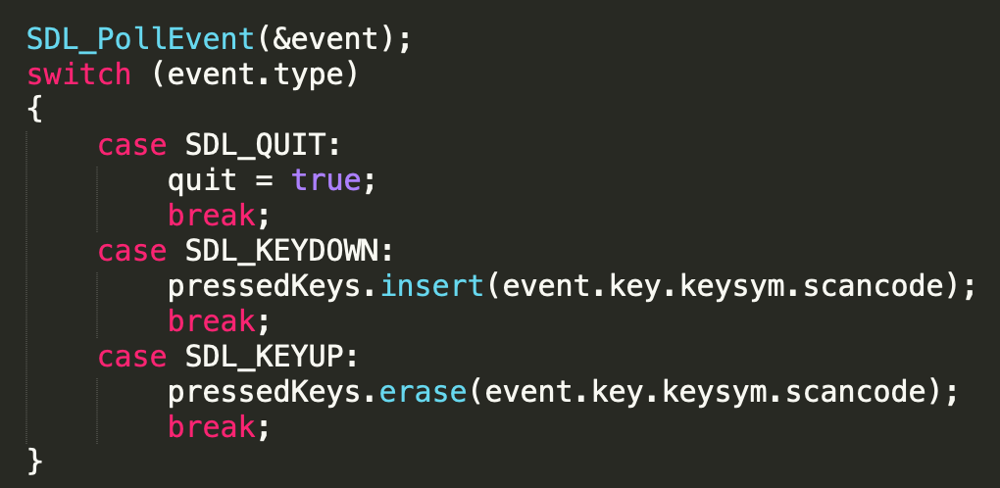 SDL_PollEvent(&event);
switch (event.type)
{
    case SDL_QUIT:
        quit = true;
        break;
    case SDL_KEYDOWN:
        pressedKeys.insert(event.key.keysym.scancode);
        break;
    case SDL_KEYUP:
        pressedKeys.erase(event.key.keysym.scancode);
        break;
}